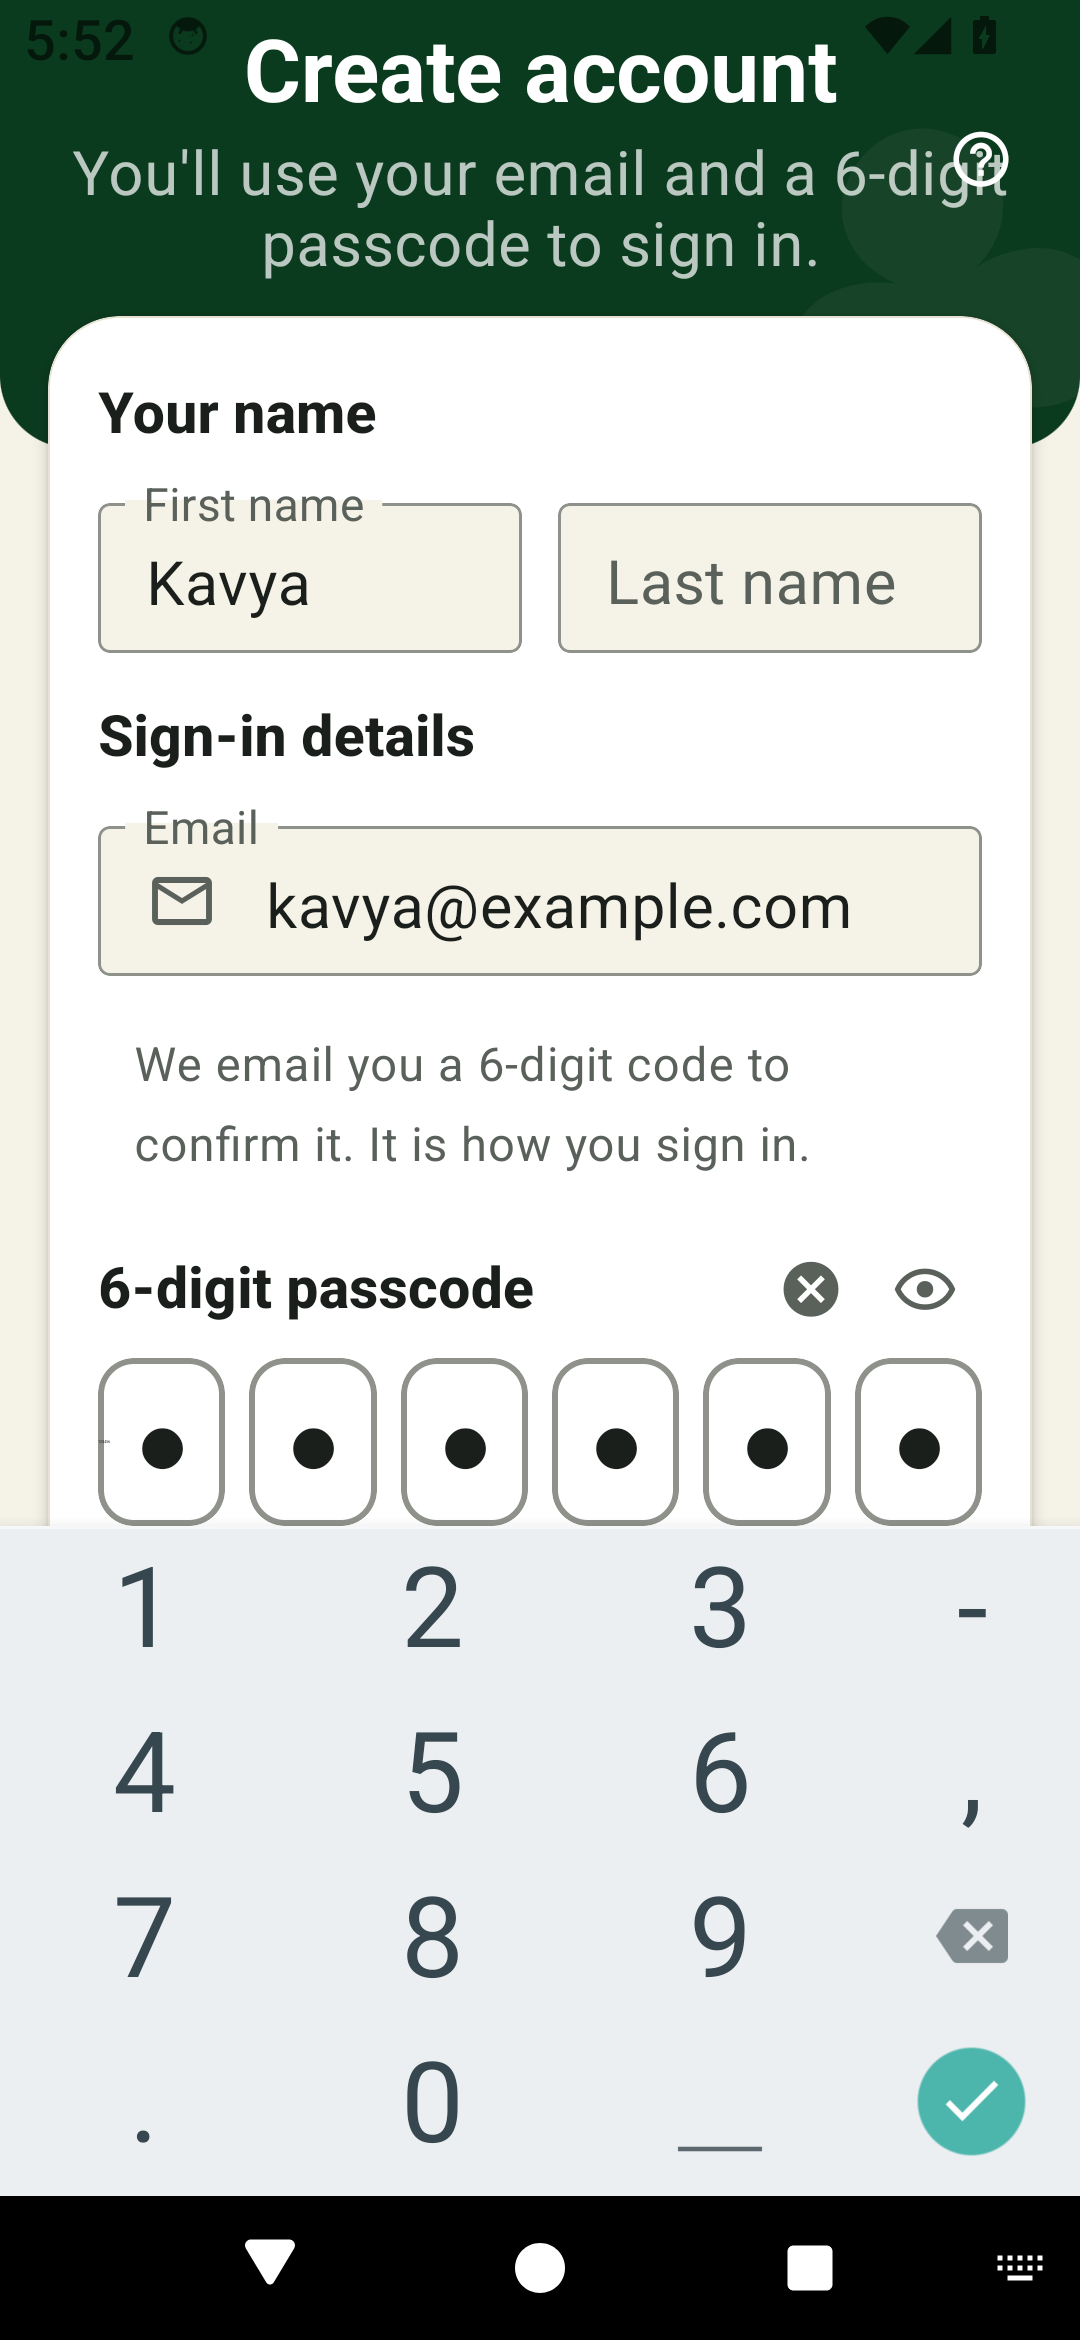 5:52
Create account
You'll use your email and a 6-digit
passcode to sign in.
Your name
First name
Kavya
Last name
Sign-in details
Email
kavya@example.com
We email you a 6-digit code to
confirm it. It is how you sign in.
6-digit passcode
1 2 3 -
4 5 6 ,
7 8 9
. 0